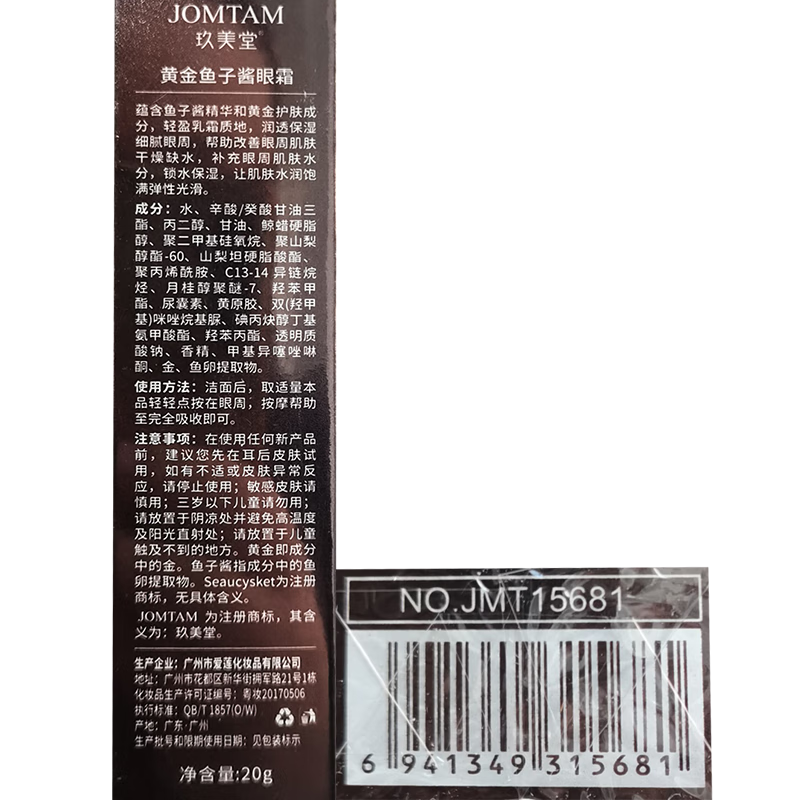 JOMTAM
玖美堂®
黄金鱼子酱眼霜
蕴含鱼子酱精华和黄金护肤成
分，轻盈乳霜质地，润透保湿
细腻眼周，帮助改善眼周肌肤
干燥缺水，补充眼周肌肤水
分，锁水保湿，让肌肤水润饱
满弹性光滑。
成分：水、辛酸/癸酸甘油三
酯、丙二醇、甘油、鲸蜡硬脂
醇、聚二甲基硅氧烷、聚山梨
醇酯-60、山梨坦硬脂酸酯、
聚丙烯酰胺、C13-14 异链烷
烃、月桂醇聚醚-7、羟苯甲
酯、尿囊素、黄原胶、双(羟甲
基)咪唑烷基脲、碘丙炔醇丁基
氨甲酸酯、羟苯丙酯、透明质
酸钠、香精、甲基异噻唑啉
酮、金、鱼卵提取物。
使用方法：洁面后，取适量本
品轻轻点按在眼周，按摩帮助
至完全吸收即可。
注意事项：在使用任何新产品
前，建议您先在耳后皮肤试
用，如有不适或皮肤异常反
应，请停止使用；敏感皮肤请
慎用；三岁以下儿童请勿用；
请放置于阴凉处并避免高温度
及阳光直射处；请放置于儿童
触及不到的地方。黄金即成分
中的金。鱼子酱指成分中的鱼
卵提取物。Seaucysket为注册
商标，无具体含义。
JOMTAM 为注册商标，其含
义为：玖美堂。
生产企业：广州市爱莲化妆品有限公司
地址：广州市花都区新华街拥军路21号1栋
化妆品生产许可证编号：粤妆20170506
执行标准：QB/T 1857(O/W)
产地：广东·广州
生产批号和限期使用日期：见包装标示
净含量:20g
NO.JMT15681
6 941349 315681